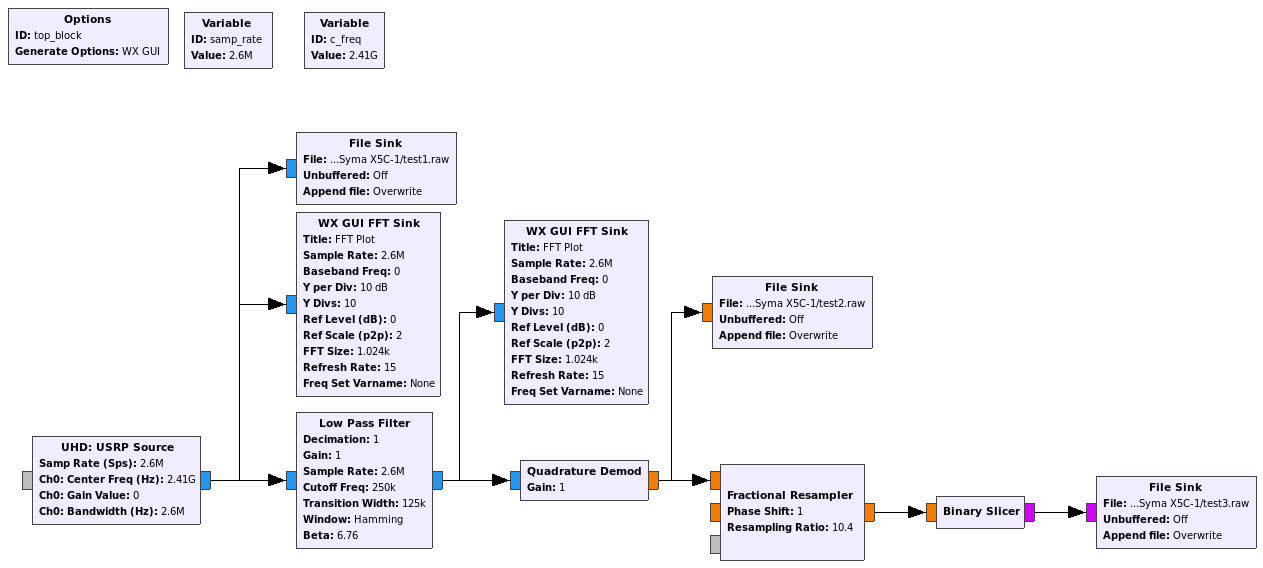 Options
ID: top_block
Generate Options: WX GUI
Variable
ID: samp_rate
Value: 2.6M
Variable
ID: c_freq
Value: 2.41G
File Sink
File: ...Syma X5C-1/test1.raw
Unbuffered: Off
Append file: Overwrite
WX GUI FFT Sink
Title: FFT Plot
Sample Rate: 2.6M
Baseband Freq: 0
Y per Div: 10 dB
Y Divs: 10
Ref Level (dB): 0
Ref Scale (p2p): 2
FFT Size: 1.024k
Refresh Rate: 15
Freq Set Varname: None
WX GUI FFT Sink
Title: FFT Plot
Sample Rate: 2.6M
Baseband Freq: 0
Y per Div: 10 dB
Y Divs: 10
Ref Level (dB): 0
Ref Scale (p2p): 2
FFT Size: 1.024k
Refresh Rate: 15
Freq Set Varname: None
File Sink
File: ...Syma X5C-1/test2.raw
Unbuffered: Off
Append file: Overwrite
UHD: USRP Source
Samp Rate (Sps): 2.6M
Ch0: Center Freq (Hz): 2.41G
Ch0: Gain Value: 0
Ch0: Bandwidth (Hz): 2.6M
Low Pass Filter
Decimation: 1
Gain: 1
Sample Rate: 2.6M
Cutoff Freq: 250k
Transition Width: 125k
Window: Hamming
Beta: 6.76
Quadrature Demod
Gain: 1
Fractional Resampler
Phase Shift: 1
Resampling Ratio: 10.4
Binary Slicer
File Sink
File: ...Syma X5C-1/test3.raw
Unbuffered: Off
Append file: Overwrite